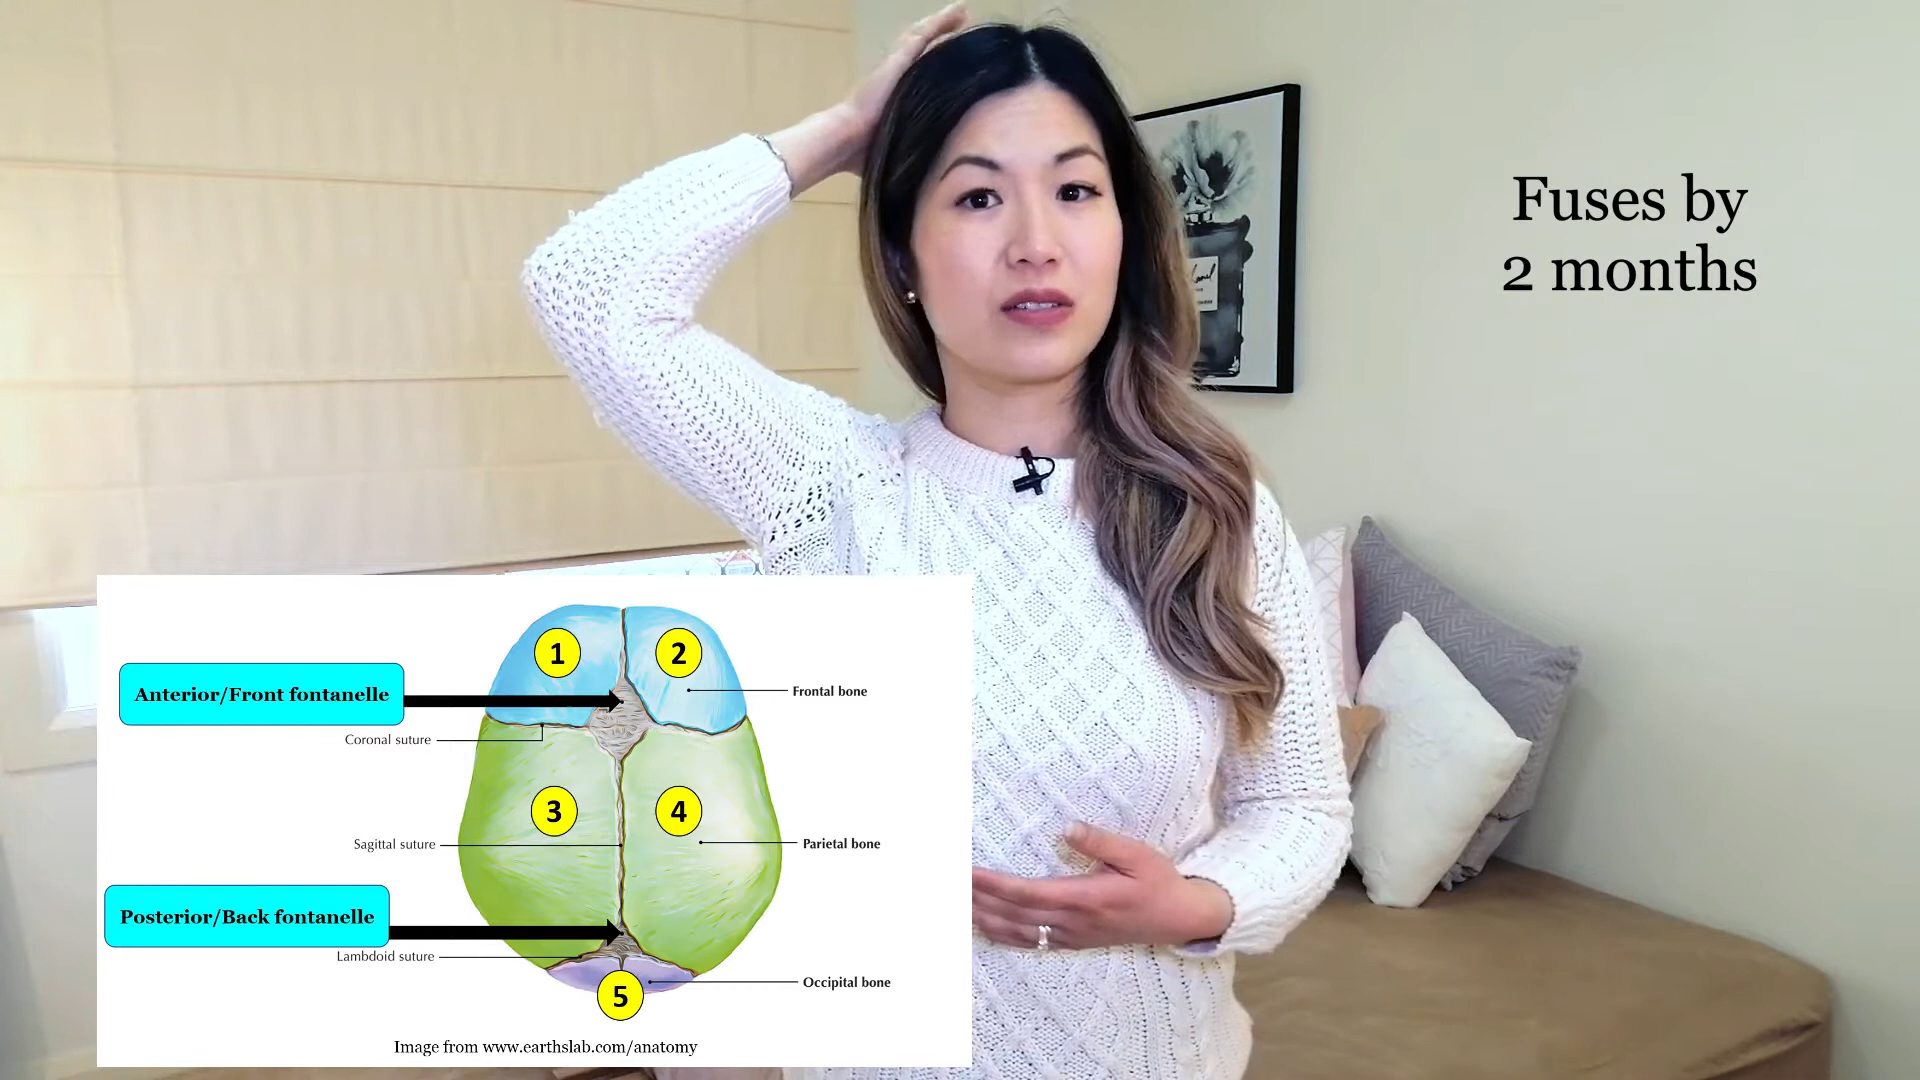 Fuses by
2 months
1
2
Anterior/Front fontanelle
Frontal bone
Coronal suture
3
4
Sagittal suture
Parietal bone
Posterior/Back fontanelle
Lambdoid suture
Occipital bone
5
Image from www.earthslab.com/anatomy